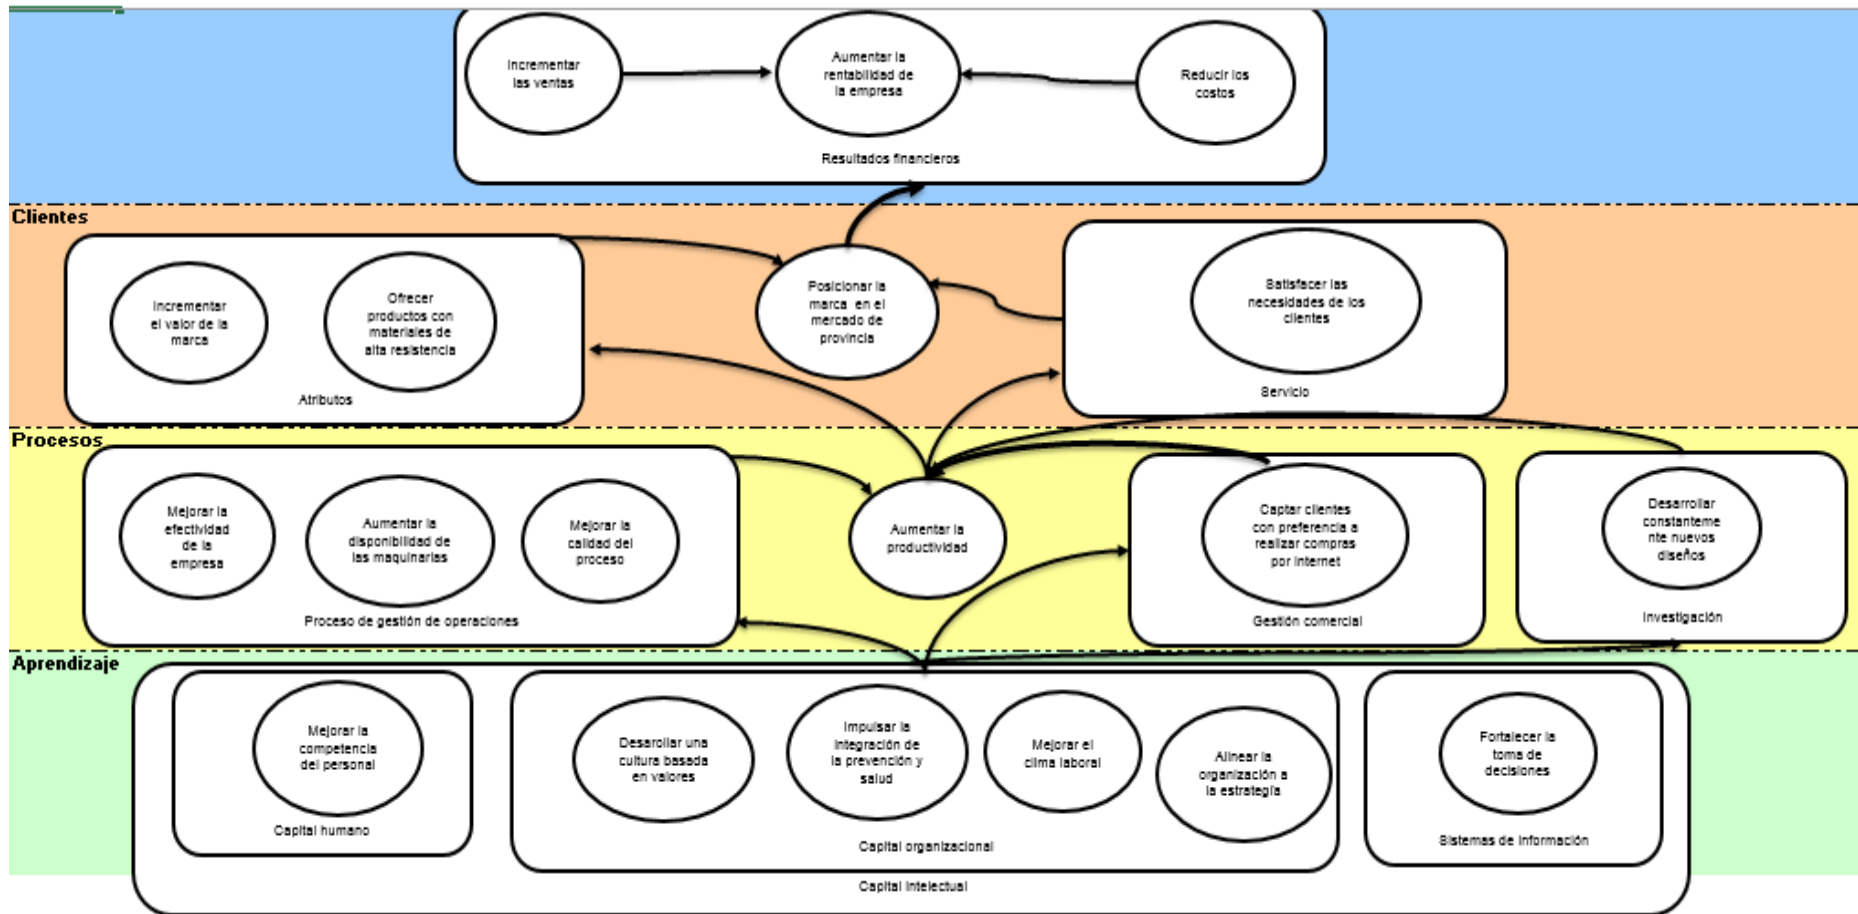 Incrementar
las ventas
Aumentar la
rentabilidad de
la empresa
Reducir los
costos
Resultados financieros
Clientes
Incrementar
el valor de la
marca
Ofrecer
productos con
materiales de
alta resistencia
Atributos
Posicionar la
marca en el
mercado de
provincia
Satisfacer las
necesidades de los
clientes
Servicio
Procesos
Mejorar la
efectividad
de la
empresa
Aumentar la
disponibilidad de
las maquinarias
Mejorar la
calidad del
proceso
Proceso de gestión de operaciones
Aumentar la
productividad
Captar clientes
con preferencia a
realizar compras
por internet
Gestión comercial
Desarrollar
constanteme
nte nuevos
diseños
Investigación
Aprendizaje
Mejorar la
competencia
del personal
Capital humano
Desarollar una
cultura basada
en valores
Impulsar la
integración de
la prevención y
salud
Mejorar el
clima laboral
Alinear la
organización a
la estrategía
Capital organizacional
Fortalecer la
toma de
decisiones
Sistemas de información
Capital intelectual